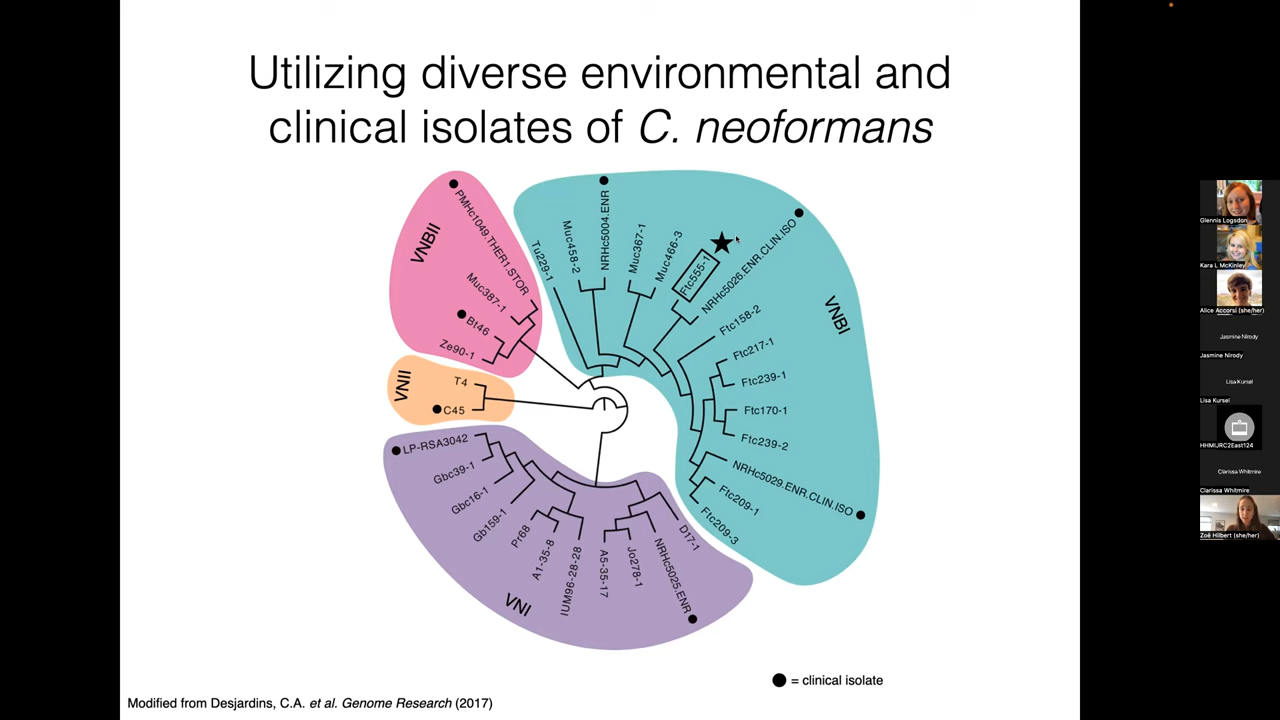 Utilizing diverse environmental and
clinical isolates of C. neoformans
VNBII
PMHc1049.THER1.STOR
Muc387-1
Bt46
Ze90-1
VNII
T4
C45
VNBI
Tu229-1
Muc458-2
NRHc5004.ENR
Muc367-1
Muc466-3
Ftc555-1
NRHc5026.ENR.CLIN.ISO
Ftc158-2
Ftc217-1
Ftc239-1
Ftc170-1
Ftc239-2
NRHc5029.ENR.CLIN.ISO
Ftc209-1
Ftc209-3
VNI
LP-RSA3042
Gbc39-1
Gbc16-1
Gb159-1
Pr68
A1-35-8
IUM96-28-28
A5-35-17
Jo278-1
NRHc5025.ENR
D17-1
= clinical isolate
Modified from Desjardins, C.A. et al. Genome Research (2017)
Glennis Logsdon
Kara L McKinley
Alice Accorsi (she/her)
Jasmine Nirody
Jasmine Nirody
Lisa Kursel
Lisa Kursel
HHMIJRC2East124
Clarissa Whitmire
Clarissa Whitmire
Zoë Hilbert (she/her)